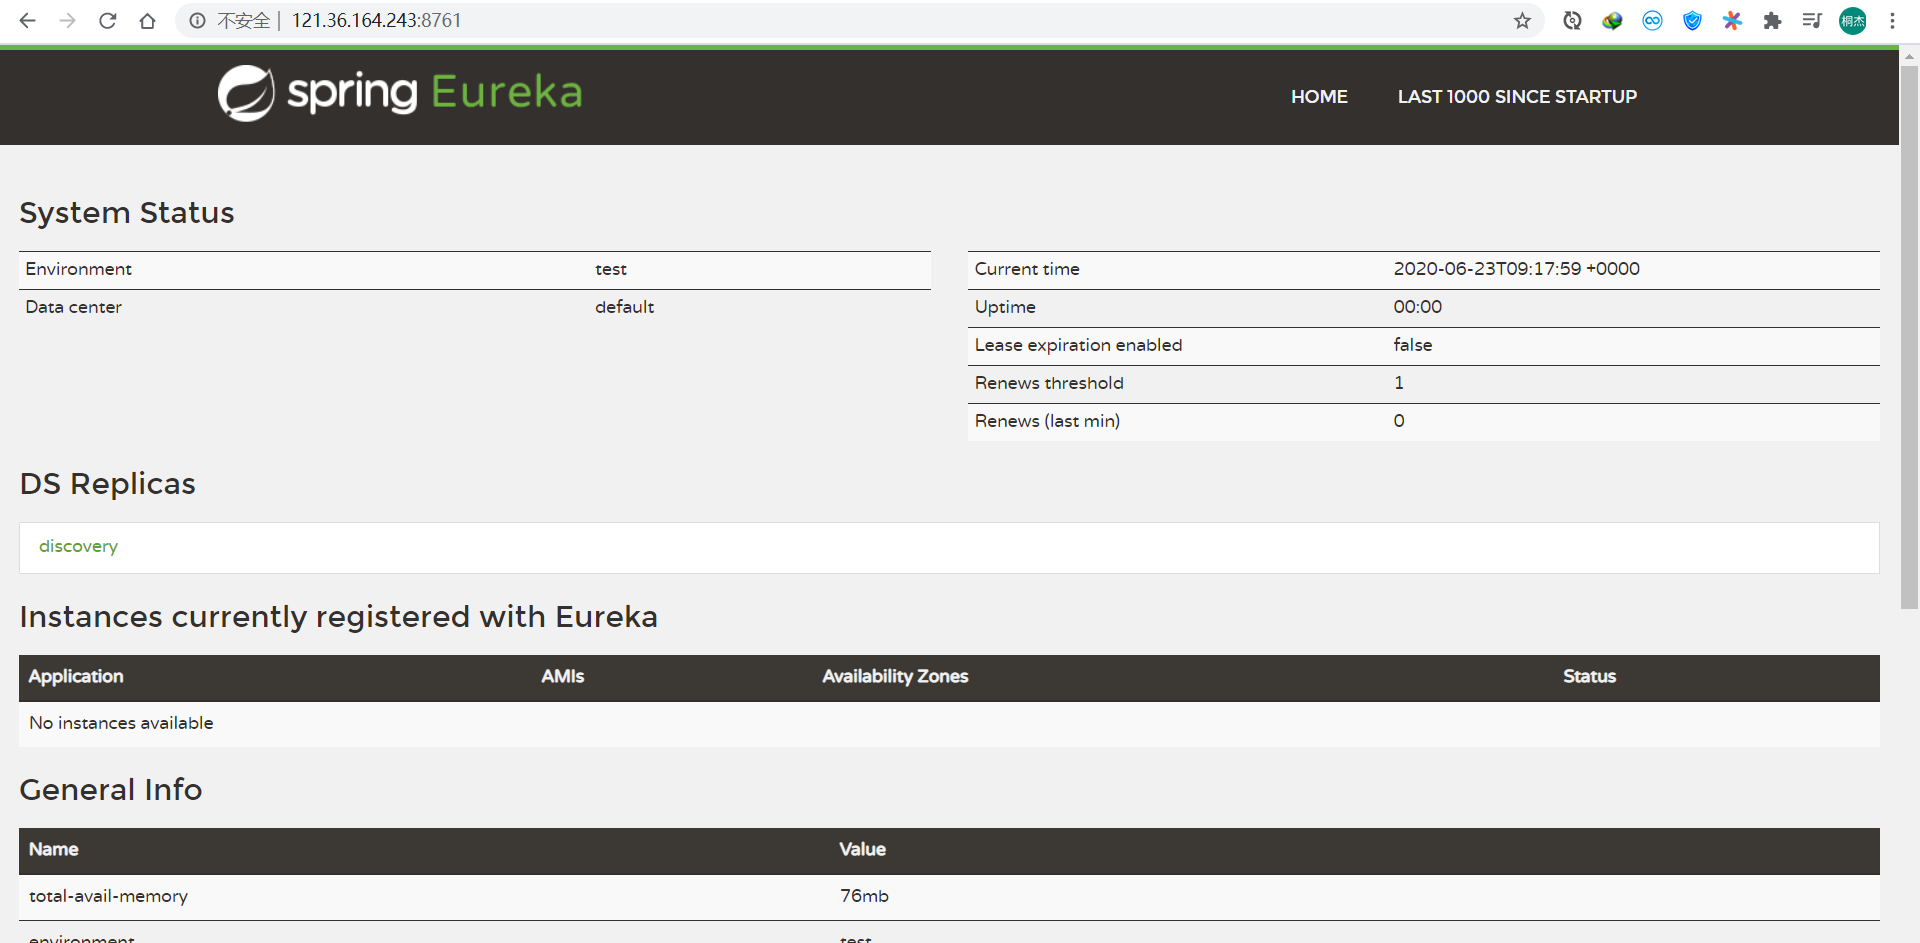 不安全 | 121.36.164.243:8761
桐杰
spring Eureka
HOME LAST 1000 SINCE STARTUP
System Status
Environment test
Data center default
Current time 2020-06-23T09:17:59 +0000
Uptime 00:00
Lease expiration enabled false
Renews threshold 1
Renews (last min) 0
DS Replicas
discovery
Instances currently registered with Eureka
Application AMIs Availability Zones Status
No instances available
General Info
Name Value
total-avail-memory 76mb
environment test